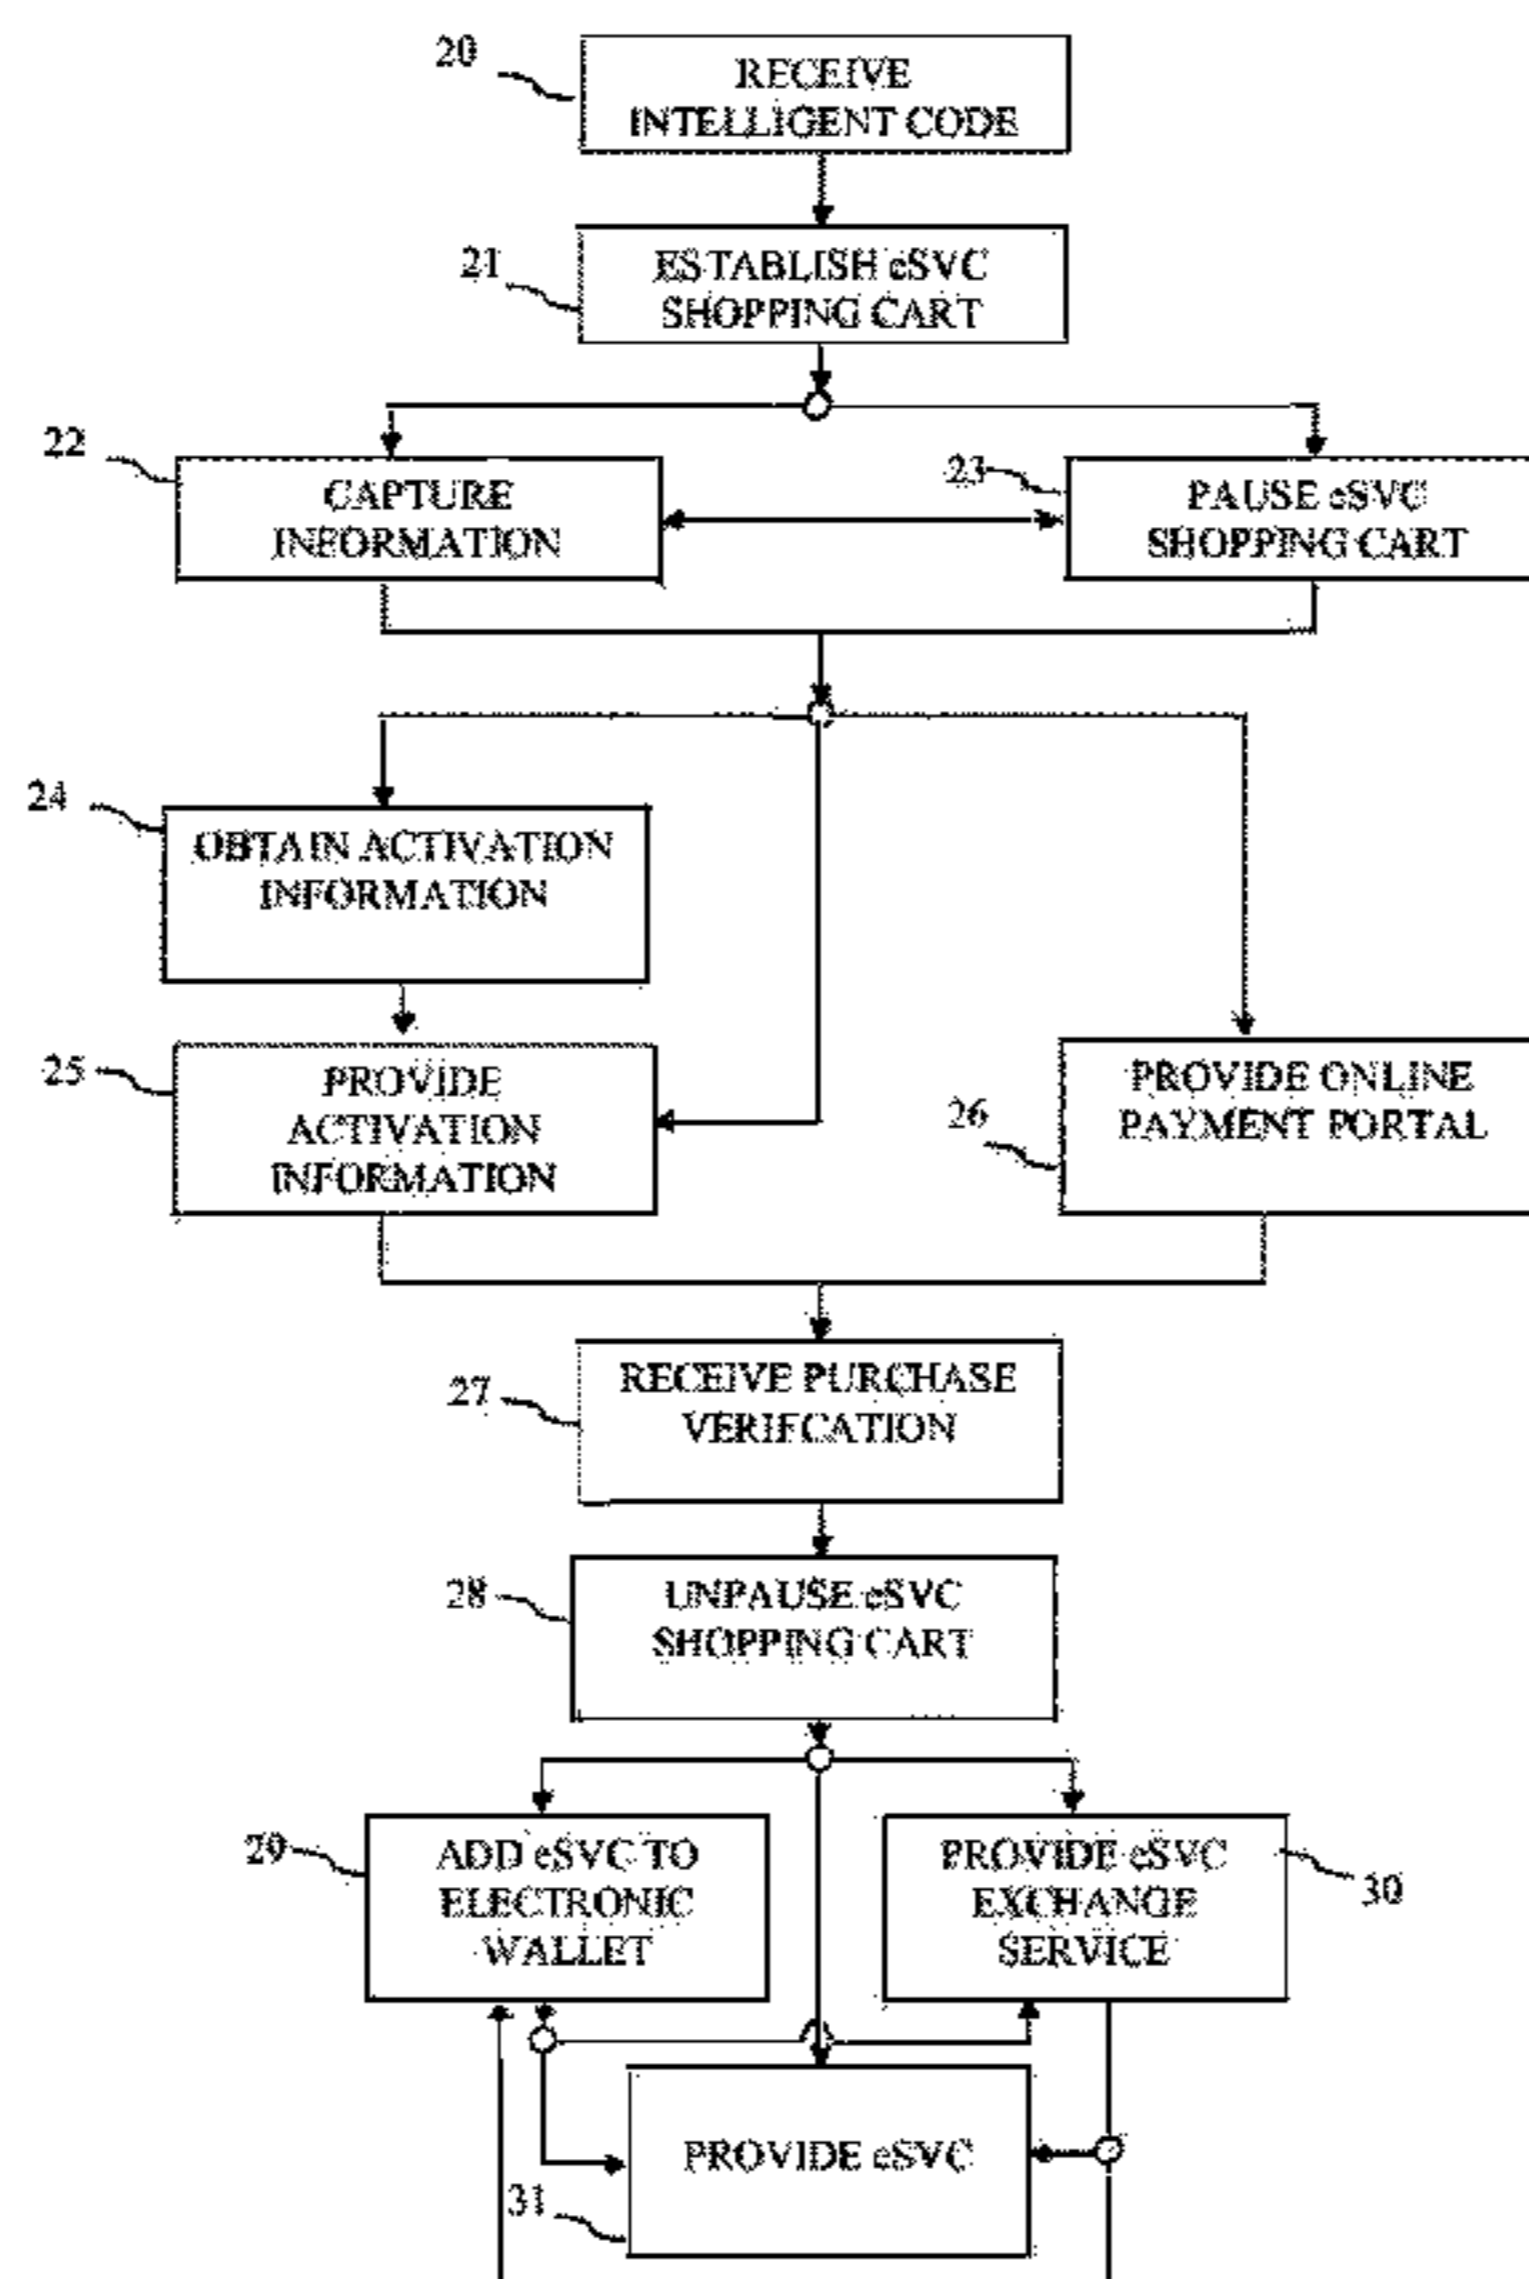 20
RECEIVE
INTELLIGENT CODE
21
ESTABLISH eSVC
SHOPPING CART
22
CAPTURE
INFORMATION
23
PAUSE eSVC
SHOPPING CART
24
OBTAIN ACTIVATION
INFORMATION
25
PROVIDE
ACTIVATION
INFORMATION
26
PROVIDE ONLINE
PAYMENT PORTAL
27
RECEIVE PURCHASE
VERIFCATION
28
UNPAUSE eSVC
SHOPPING CART
29
ADD eSVC TO
ELECTRONIC
WALLET
PROVIDE eSVC
EXCHANGE
SERVICE
30
PROVIDE eSVC
31